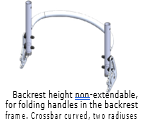 Backrest height non-extendable,
for folding handles in the backrest
frame. Crossbar curved, two radiuses